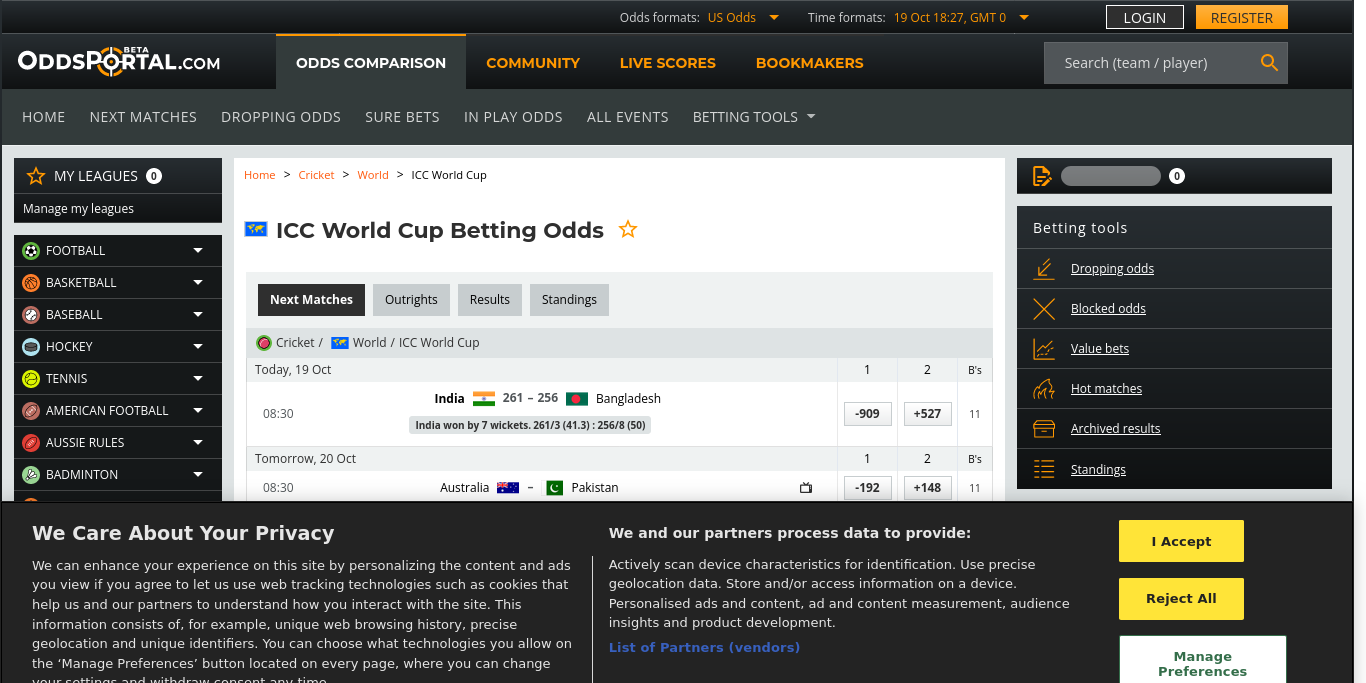 Odds formats: US Odds
Time formats: 19 Oct 18:27, GMT 0
LOGIN
REGISTER
ODDSPORTAL.COM
BETA
ODDS COMPARISON
COMMUNITY
LIVE SCORES
BOOKMAKERS
Search (team / player)
HOME
NEXT MATCHES
DROPPING ODDS
SURE BETS
IN PLAY ODDS
ALL EVENTS
BETTING TOOLS
MY LEAGUES 0
Manage my leagues
FOOTBALL
BASKETBALL
BASEBALL
HOCKEY
TENNIS
AMERICAN FOOTBALL
AUSSIE RULES
BADMINTON
Home > Cricket > World > ICC World Cup
ICC World Cup Betting Odds
Next Matches
Outrights
Results
Standings
Cricket / World / ICC World Cup
Today, 19 Oct 1 2 B's
08:30 India 261 – 256 Bangladesh -909 +527 11
India won by 7 wickets. 261/3 (41.3) : 256/8 (50)
Tomorrow, 20 Oct 1 2 B's
08:30 Australia – Pakistan -192 +148 11
0
Betting tools
Dropping odds
Blocked odds
Value bets
Hot matches
Archived results
Standings
We Care About Your Privacy
We can enhance your experience on this site by personalizing the content and ads
you view if you agree to let us use web tracking technologies such as cookies that
help us and our partners to understand how you interact with the site. This
information consists of, for example, unique web browsing history, precise
geolocation and unique identifiers. You can choose what technologies you allow on
the ‘Manage Preferences’ button located on every page, where you can change
your settings and withdraw consent any time.
We and our partners process data to provide:
Actively scan device characteristics for identification. Use precise
geolocation data. Store and/or access information on a device.
Personalised ads and content, ad and content measurement, audience
insights and product development.
List of Partners (vendors)
I Accept
Reject All
Manage
Preferences